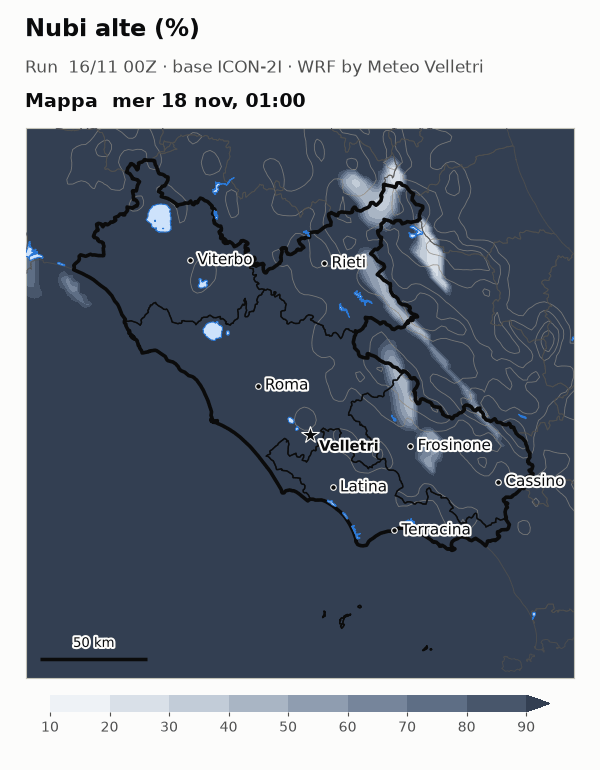 Nubi alte (%)
Run 16/11 00Z · base ICON-2I · WRF by Meteo Velletri
Mappa mer 18 nov, 01:00
Viterbo
Rieti
Roma
Velletri
Frosinone
Cassino
Latina
Terracina
50 km
10 20 30 40 50 60 70 80 90